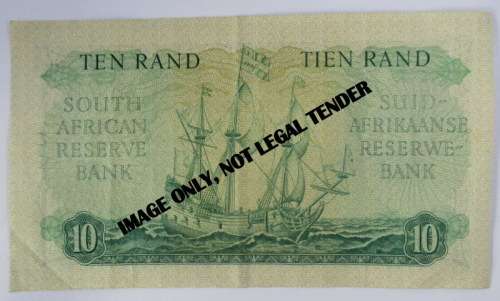 TEN RAND
TIEN RAND
SOUTH
AFRICAN
RESERVE
BANK
SUID-
AFRIKAANSE
RESERWE-
BANK
IMAGE ONLY, NOT LEGAL TENDER
10
10